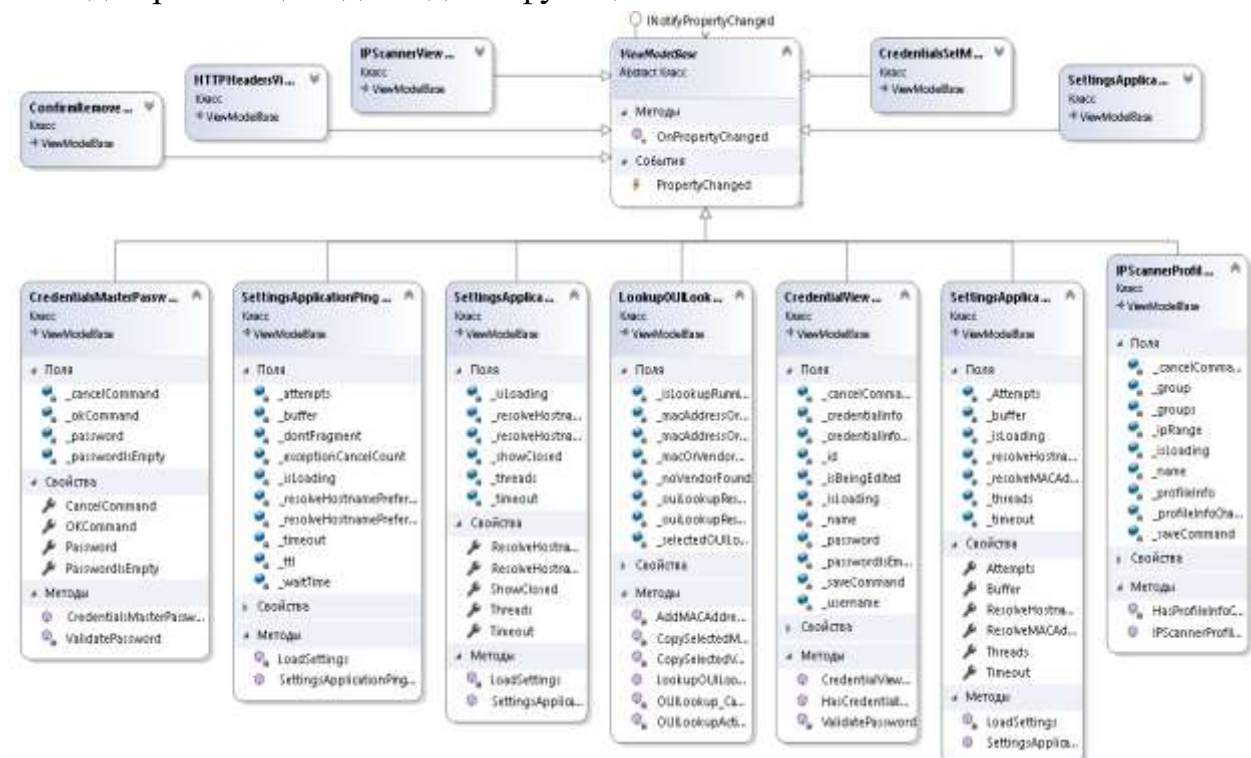 INotifyPropertyChanged
IPScannerView ...
Класс
→ ViewModelBase
ViewModelBase
Abstract Класс
Методы
OnPropertyChanged
События
PropertyChanged
CredentialsSetM...
Класс
→ ViewModelBase
HTTPHeadersVi...
Класс
→ ViewModelBase
SettingsApplica...
Класс
→ ViewModelBase
ConfirmRemove ...
Класс
→ ViewModelBase
CredentialsMasterPassw...
Класс
→ ViewModelBase
Поля
_cancelCommand
_okCommand
_password
_passwordIsEmpty
Свойства
CancelCommand
OKCommand
Password
PasswordIsEmpty
Методы
CredentialsMasterPassw...
ValidatePassword
SettingsApplicationPing...
Класс
→ ViewModelBase
Поля
_attempts
_buffer
_dontFragment
_exceptionCancelCount
_isLoading
_resolveHostnamePrefer...
_resolveHostnamePrefer...
_timeout
_ttl
_waitTime
Свойства
Методы
LoadSettings
SettingsApplicationPing...
SettingsApplica...
Класс
→ ViewModelBase
Поля
_isLoading
_resolveHostna...
_resolveHostna...
_showClosed
_threads
_timeout
Свойства
ResolveHostna...
ResolveHostna...
ShowClosed
Threads
Timeout
Методы
LoadSettings
SettingsApplica...
LookupOUILook...
Класс
→ ViewModelBase
Поля
_isLookupRunni...
_macAddressOr...
_macAddressOr...
_macOrVendor...
_noVendorFound
_ouiLookupRes...
_ouiLookupRes...
_selectedOUILo...
Свойства
Методы
AddMACAddre...
CopySelectedM...
CopySelectedV...
LookupOUILoo...
OUILookup_Ca...
OUILookupActi...
CredentialView...
Класс
→ ViewModelBase
Поля
_cancelComma...
_credentialInfo
_credentialInfo...
_id
_isBeingEdited
_isLoading
_name
_password
_passwordIsEm...
_saveCommand
_username
Свойства
Методы
CredentialView...
HasCredentialI...
ValidatePassword
SettingsApplica...
Класс
→ ViewModelBase
Поля
_Attempts
_buffer
_isLoading
_resolveHostna...
_resolveMACAd...
_threads
_timeout
Свойства
Attempts
Buffer
ResolveHostna...
ResolveMACAd...
Threads
Timeout
Методы
LoadSettings
SettingsApplica...
IPScannerProfil...
Класс
→ ViewModelBase
Поля
_cancelComma...
_group
_groups
_ipRange
_isLoading
_name
_profileInfo
_profileInfoCha...
_saveCommand
Свойства
Методы
HasProfileInfoC...
IPScannerProfil...